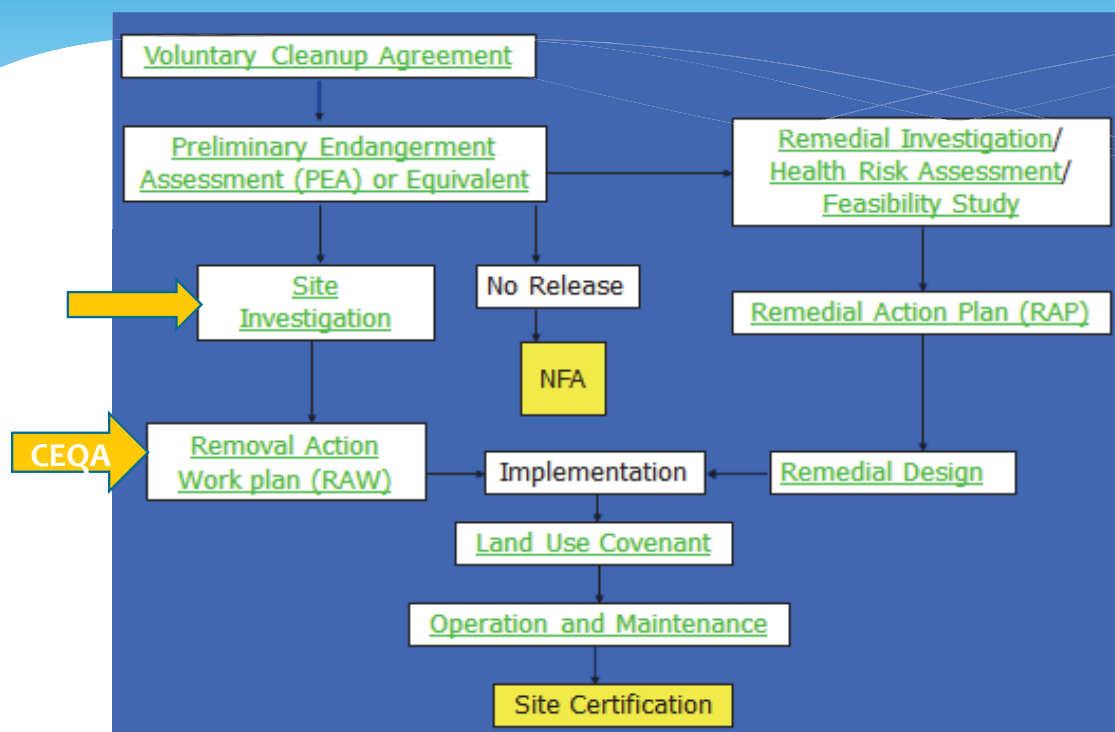 Voluntary Cleanup Agreement
Preliminary Endangerment
Assessment (PEA) or Equivalent
Remedial Investigation/
Health Risk Assessment/
Feasibility Study
Site
Investigation
No Release
Remedial Action Plan (RAP)
NFA
CEQA
Removal Action
Work plan (RAW)
Implementation
Remedial Design
Land Use Covenant
Operation and Maintenance
Site Certification